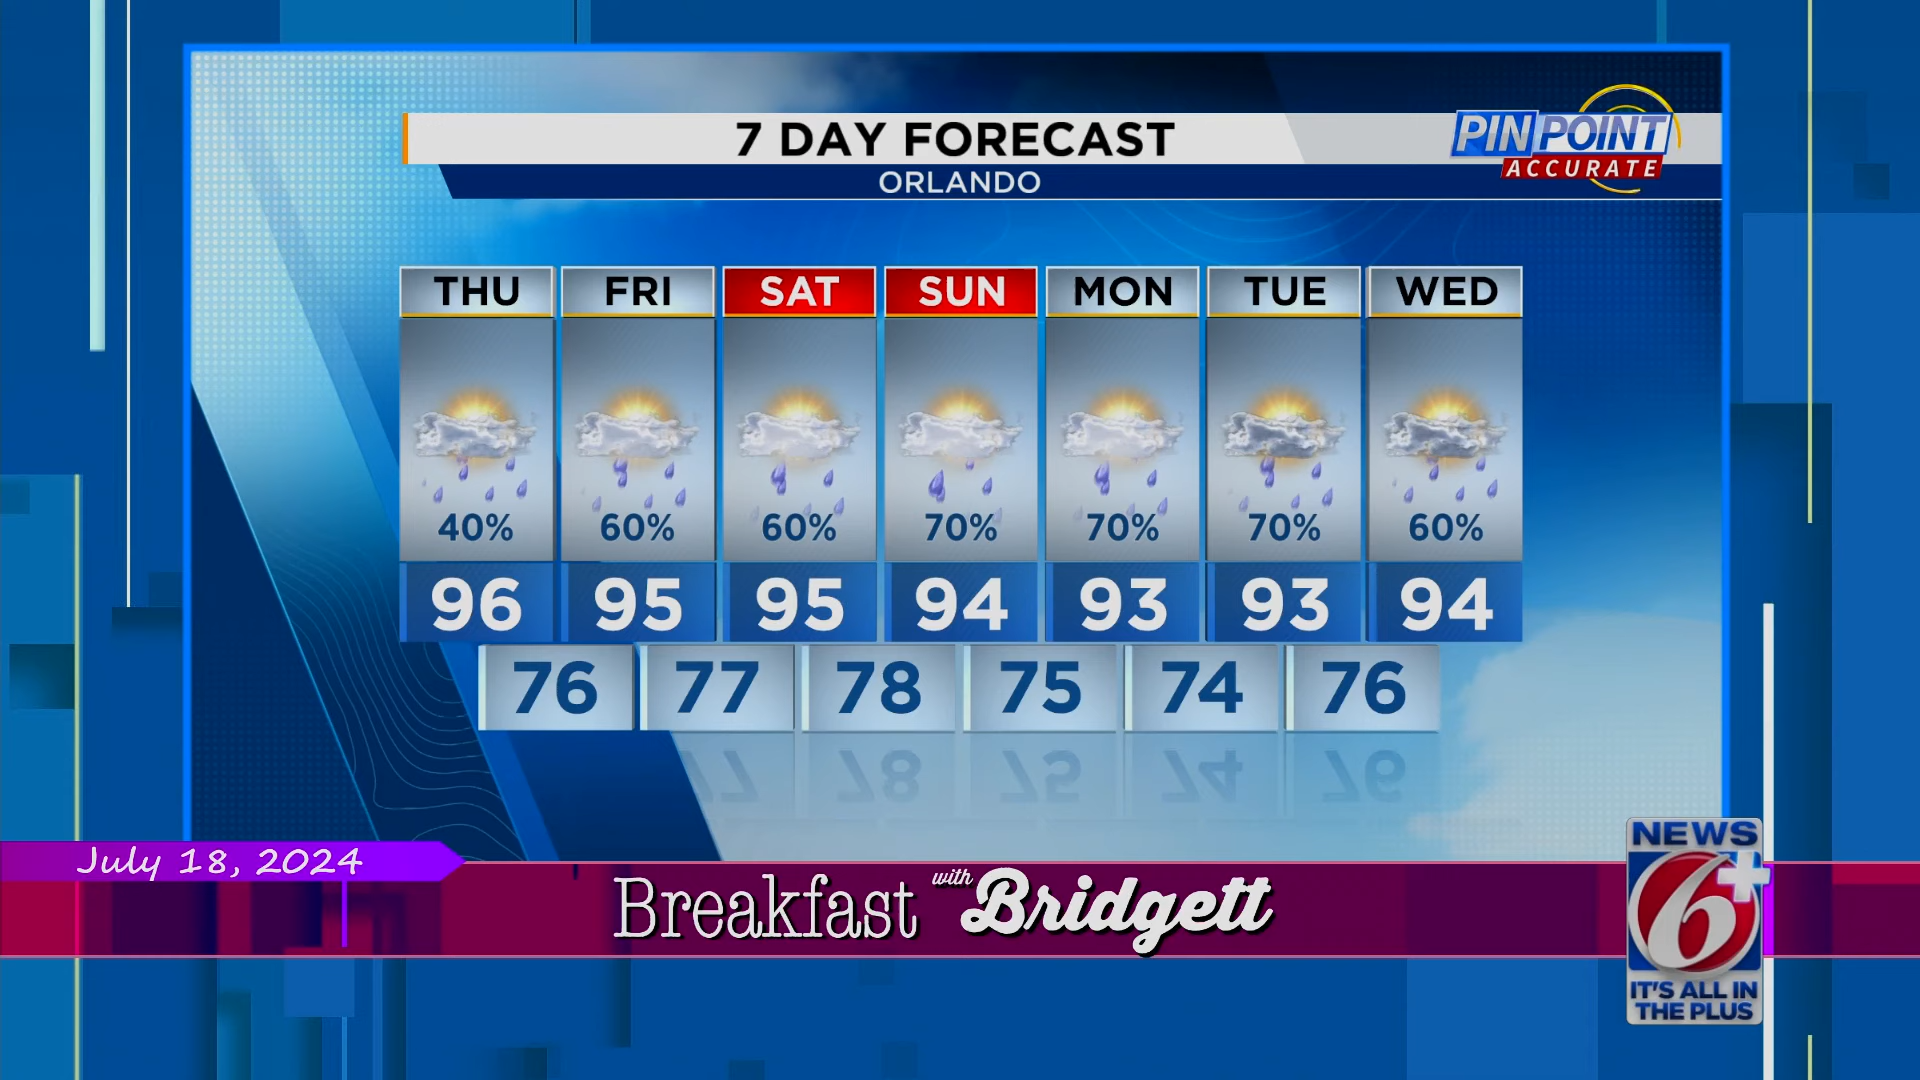 7 DAY FORECAST
ORLANDO
PINPOINT
ACCURATE
THU FRI SAT SUN MON TUE WED
40% 60% 60% 70% 70% 70% 60%
96 95 95 94 93 93 94
76 77 78 75 74 76
July 18, 2024
Breakfast with Bridgett
NEWS
6+
IT'S ALL IN
THE PLUS